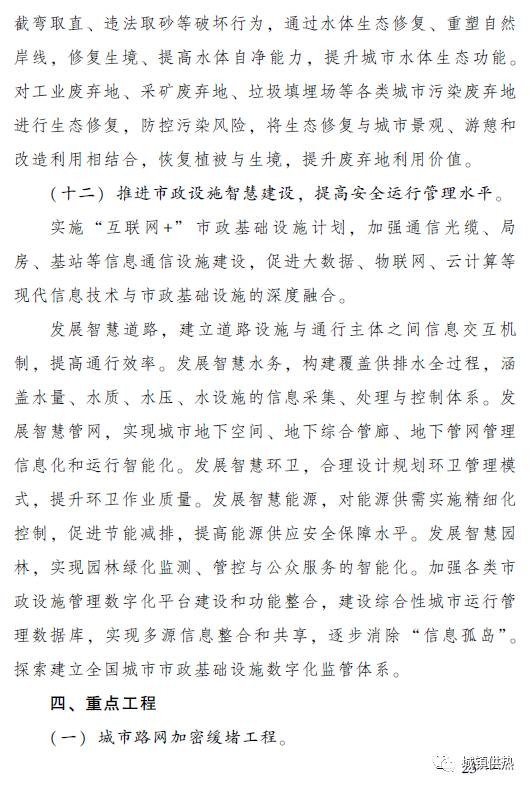 截弯取直、违法取砂等破坏行为，通过水体生态修复、重塑自然
岸线，修复生境、提高水体自净能力，提升城市水体生态功能。
对工业废弃地、采矿废弃地、垃圾填埋场等各类城市污染废弃地
进行生态修复，防控污染风险，将生态修复与城市景观、游憩和
改造利用相结合，恢复植被与生境，提升废弃地利用价值。
（十二）推进市政设施智慧建设，提高安全运行管理水平。
实施“互联网+”市政基础设施计划，加强通信光缆、局
房、基站等信息通信设施建设，促进大数据、物联网、云计算等
现代信息技术与市政基础设施的深度融合。
发展智慧道路，建立道路设施与通行主体之间信息交互机
制，提高通行效率。发展智慧水务，构建覆盖供排水全过程，涵
盖水量、水质、水压、水设施的信息采集、处理与控制体系。发
展智慧管网，实现城市地下空间、地下综合管廊、地下管网管理
信息化和运行智能化。发展智慧环卫，合理设计规划环卫管理模
式，提升环卫作业质量。发展智慧能源，对能源供需实施精细化
控制，促进节能减排，提高能源供应安全保障水平。发展智慧园
林，实现园林绿化监测、管控与公众服务的智能化。加强各类市
政设施管理数字化平台建设和功能整合，建设综合性城市运行管
理数据库，实现多源信息整合和共享，逐步消除“信息孤岛”。
探索建立全国城市市政基础设施数字化监管体系。
四、重点工程
（一）城市路网加密缓堵工程。
城镇供热